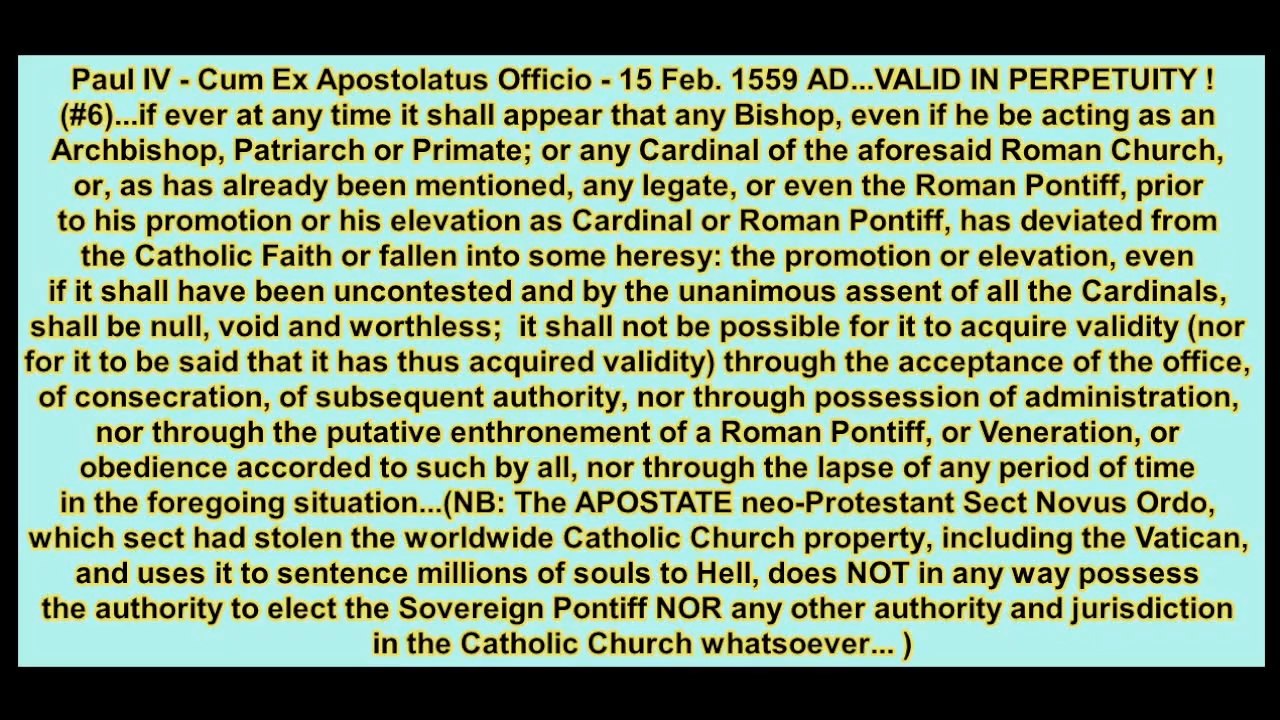 Paul IV - Cum Ex Apostolatus Officio - 15 Feb. 1559 AD...VALID IN PERPETUITY !
(#6)...if ever at any time it shall appear that any Bishop, even if he be acting as an
Archbishop, Patriarch or Primate; or any Cardinal of the aforesaid Roman Church,
or, as has already been mentioned, any legate, or even the Roman Pontiff, prior
to his promotion or his elevation as Cardinal or Roman Pontiff, has deviated from
the Catholic Faith or fallen into some heresy: the promotion or elevation, even
if it shall have been uncontested and by the unanimous assent of all the Cardinals,
shall be null, void and worthless;  it shall not be possible for it to acquire validity (nor
for it to be said that it has thus acquired validity) through the acceptance of the office,
of consecration, of subsequent authority, nor through possession of administration,
nor through the putative enthronement of a Roman Pontiff, or Veneration, or
obedience accorded to such by all, nor through the lapse of any period of time
in the foregoing situation...(NB: The APOSTATE neo-Protestant Sect Novus Ordo,
which sect had stolen the worldwide Catholic Church property, including the Vatican,
and uses it to sentence millions of souls to Hell, does NOT in any way possess
the authority to elect the Sovereign Pontiff NOR any other authority and jurisdiction
in the Catholic Church whatsoever... )